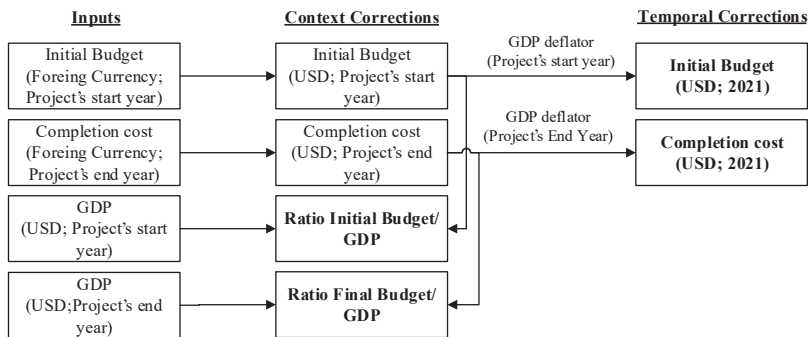 Inputs
Context Corrections
Temporal Corrections
Initial Budget
(Foreing Currency;
Project's start year)
Initial Budget
(USD; Project's
start year)
GDP deflator
(Project's start year)
Initial Budget
(USD; 2021)
Completion cost
(Foreing Currency;
Project's end year)
Completion cost
(USD; Project's end
year)
GDP deflator
(Project's End Year)
Completion cost
(USD; 2021)
GDP
(USD; Project's start
year)
Ratio Initial Budget/
GDP
GDP
(USD;Project's end
year)
Ratio Final Budget/
GDP